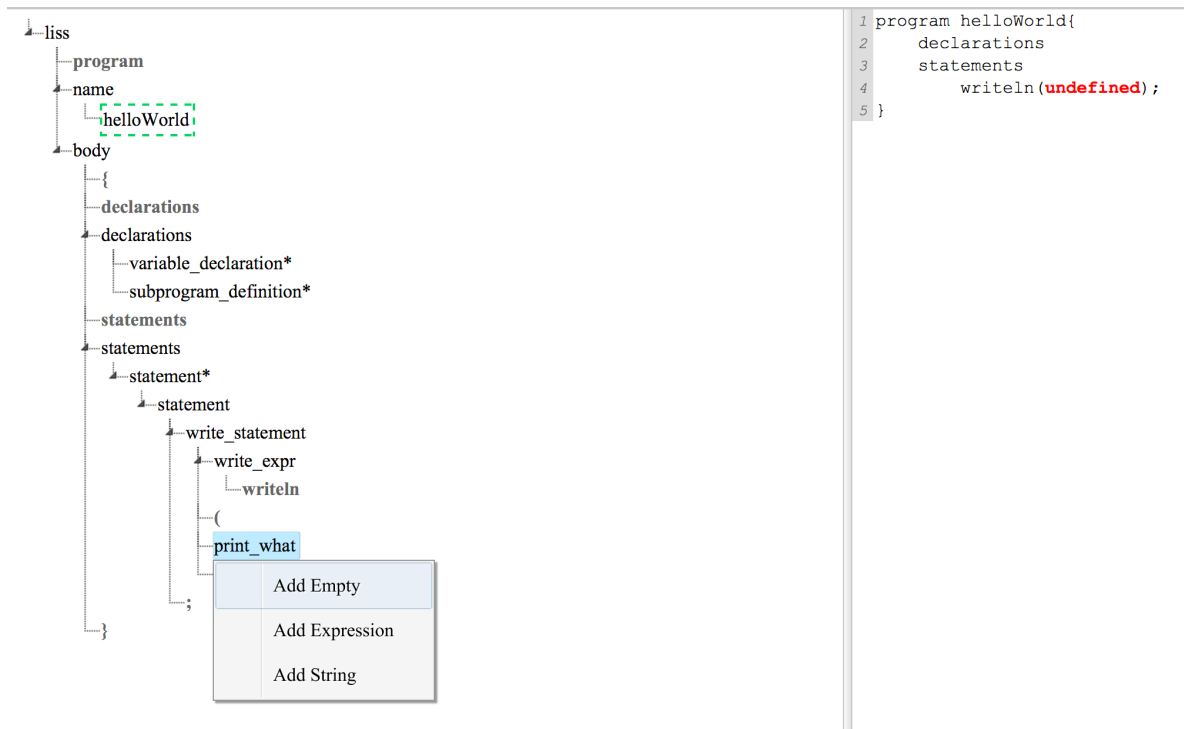 liss
program
name
helloWorld
body
{
declarations
declarations
variable_declaration*
subprogram_definition*
statements
statements
statement*
statement
write_statement
write_expr
writeln
(
print_what
Add Empty
Add Expression
Add String
;
}
1 program helloWorld{
2 declarations
3 statements
4 writeln(undefined);
5 }